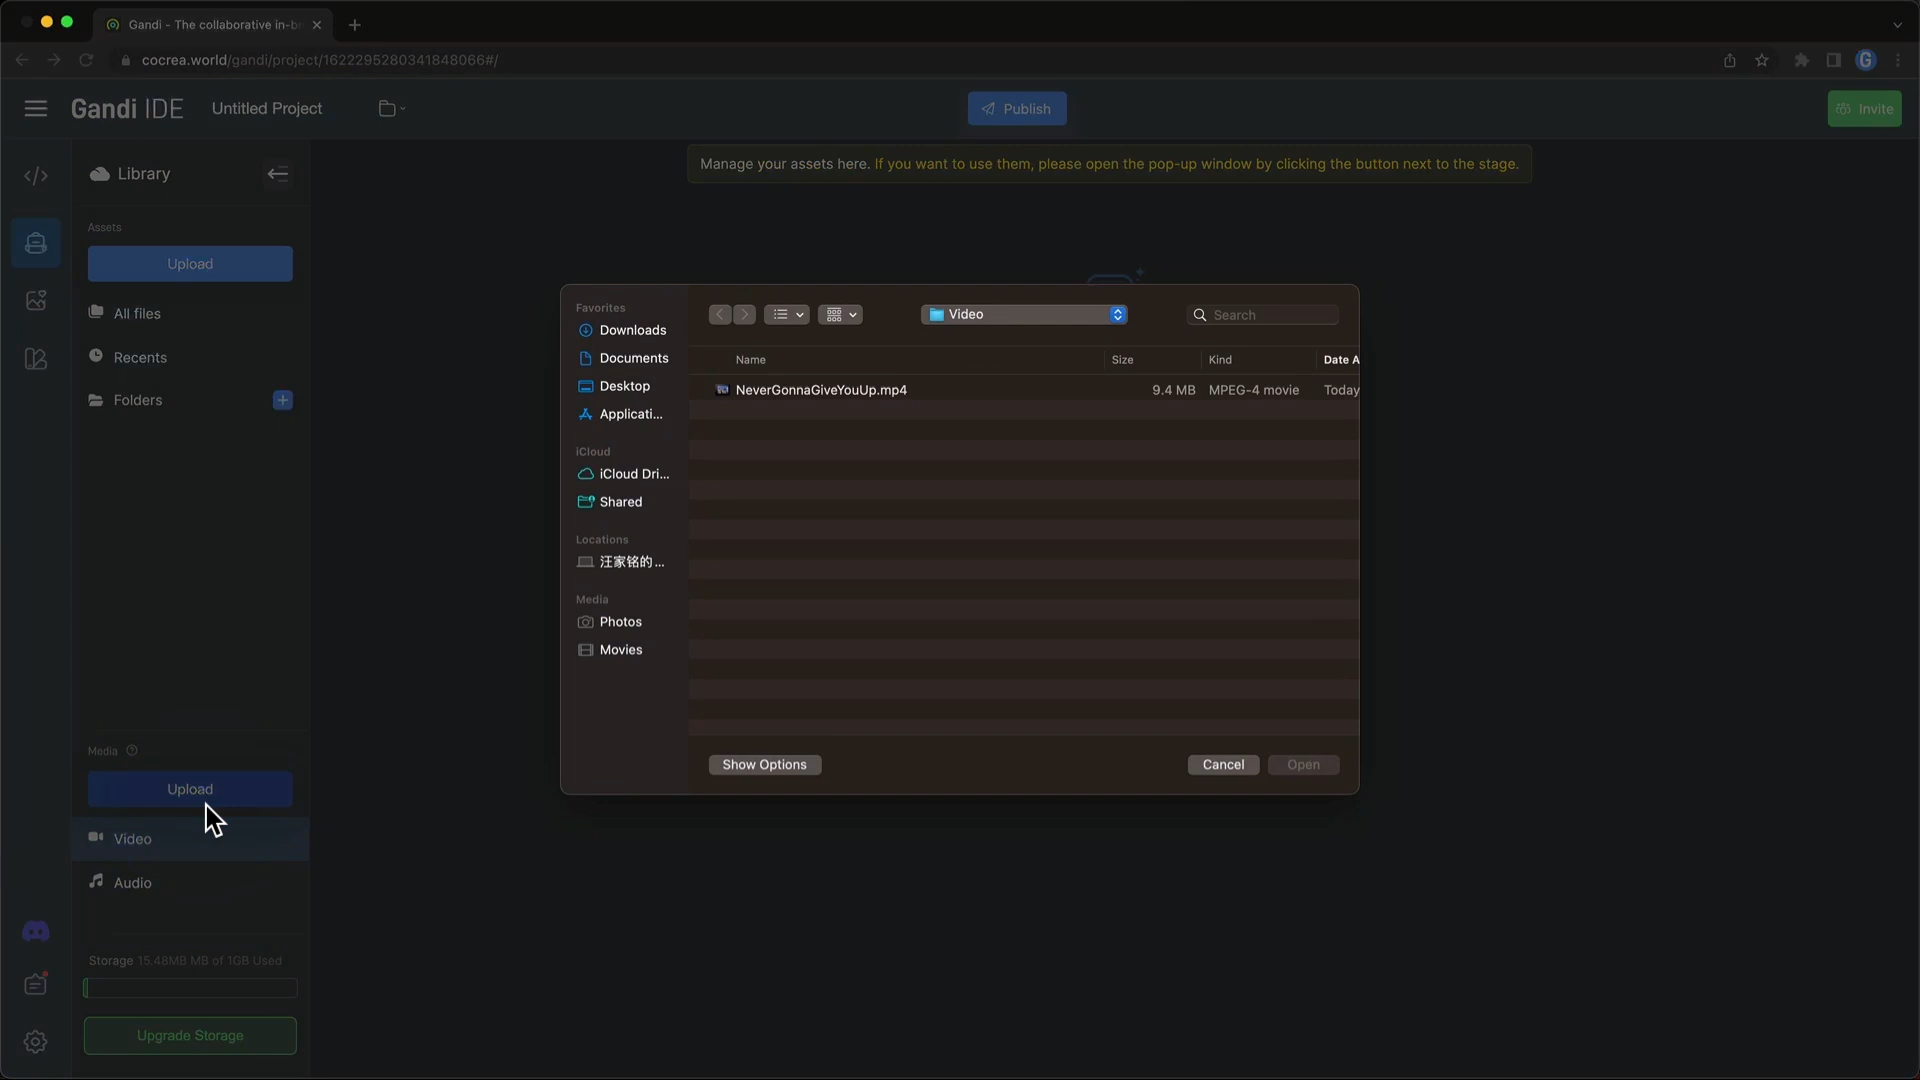 Gandi - The collaborative in-b
cocrea.world/gandi/project/1622295280341848066#/
G
Gandi IDE
Untitled Project
Publish
Invite
Library
Manage your assets here. If you want to use them, please open the pop-up window by clicking the button next to the stage.
Assets
Upload
All files
Recents
Folders
Favorites
Downloads
Documents
Desktop
Applicati...
iCloud
iCloud Dri...
Shared
Locations
汪家铭的...
Media
Photos
Movies
Video
Search
Name Size Kind Date A
NeverGonnaGiveYouUp.mp4 9.4 MB MPEG-4 movie Today
Show Options
Cancel
Open
Media
Upload
Video
Audio
Storage 15.48MB MB of 1GB Used
Upgrade Storage